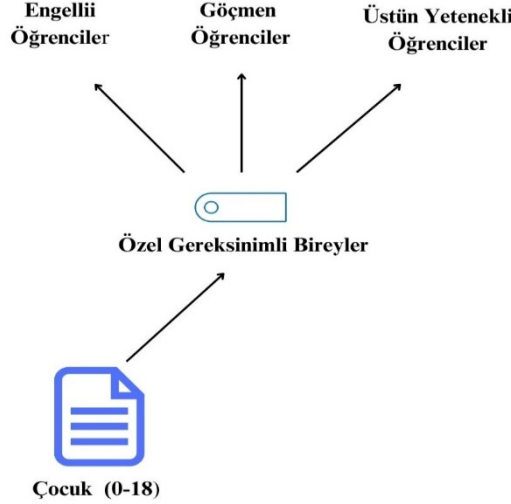 Engellii
Öğrenciler
Göçmen
Öğrenciler
Üstün Yetenekli
Öğrenciler
Özel Gereksinimli Bireyler
Çocuk (0-18)